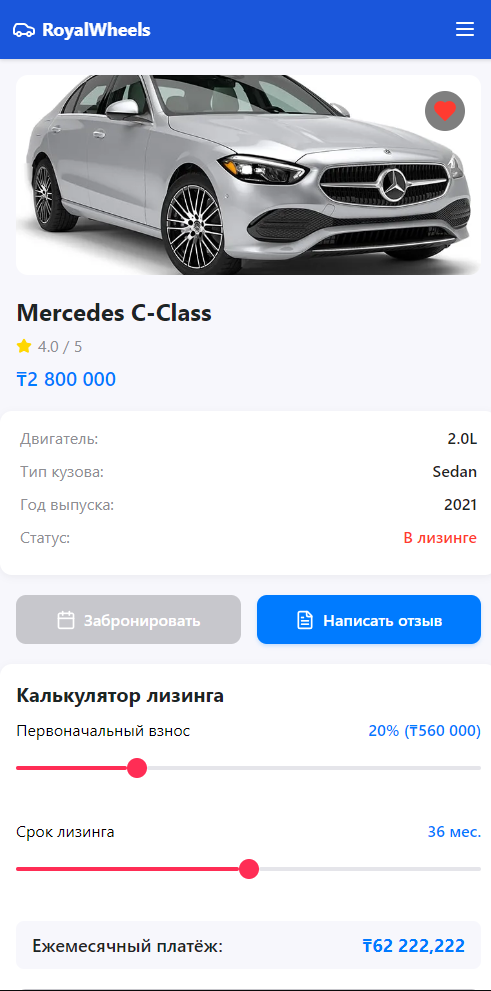 RoyalWheels
Mercedes C-Class
4.0 / 5
₸2 800 000
Двигатель: 2.0L
Тип кузова: Sedan
Год выпуска: 2021
Статус: В лизинге
Забронировать Написать отзыв
Калькулятор лизинга
Первоначальный взнос 20% (₸560 000)
Срок лизинга 36 мес.
Ежемесячный платёж: ₸62 222,222